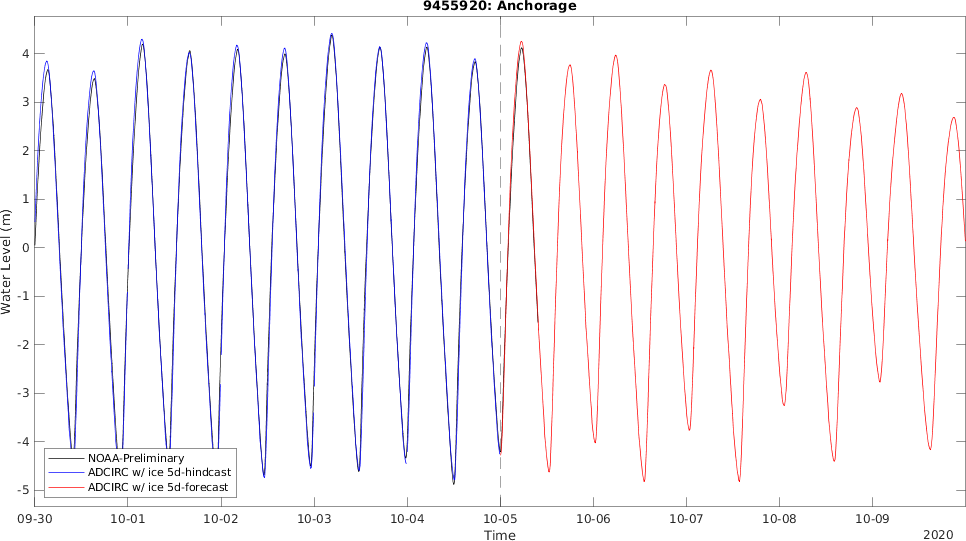 9455920: Anchorage
Water Level (m)
4
3
2
1
0
-1
-2
-3
-4
-5
NOAA-Preliminary
ADCIRC w/ ice 5d-hindcast
ADCIRC w/ ice 5d-forecast
09-30 10-01 10-02 10-03 10-04 10-05 10-06 10-07 10-08 10-09
Time
2020